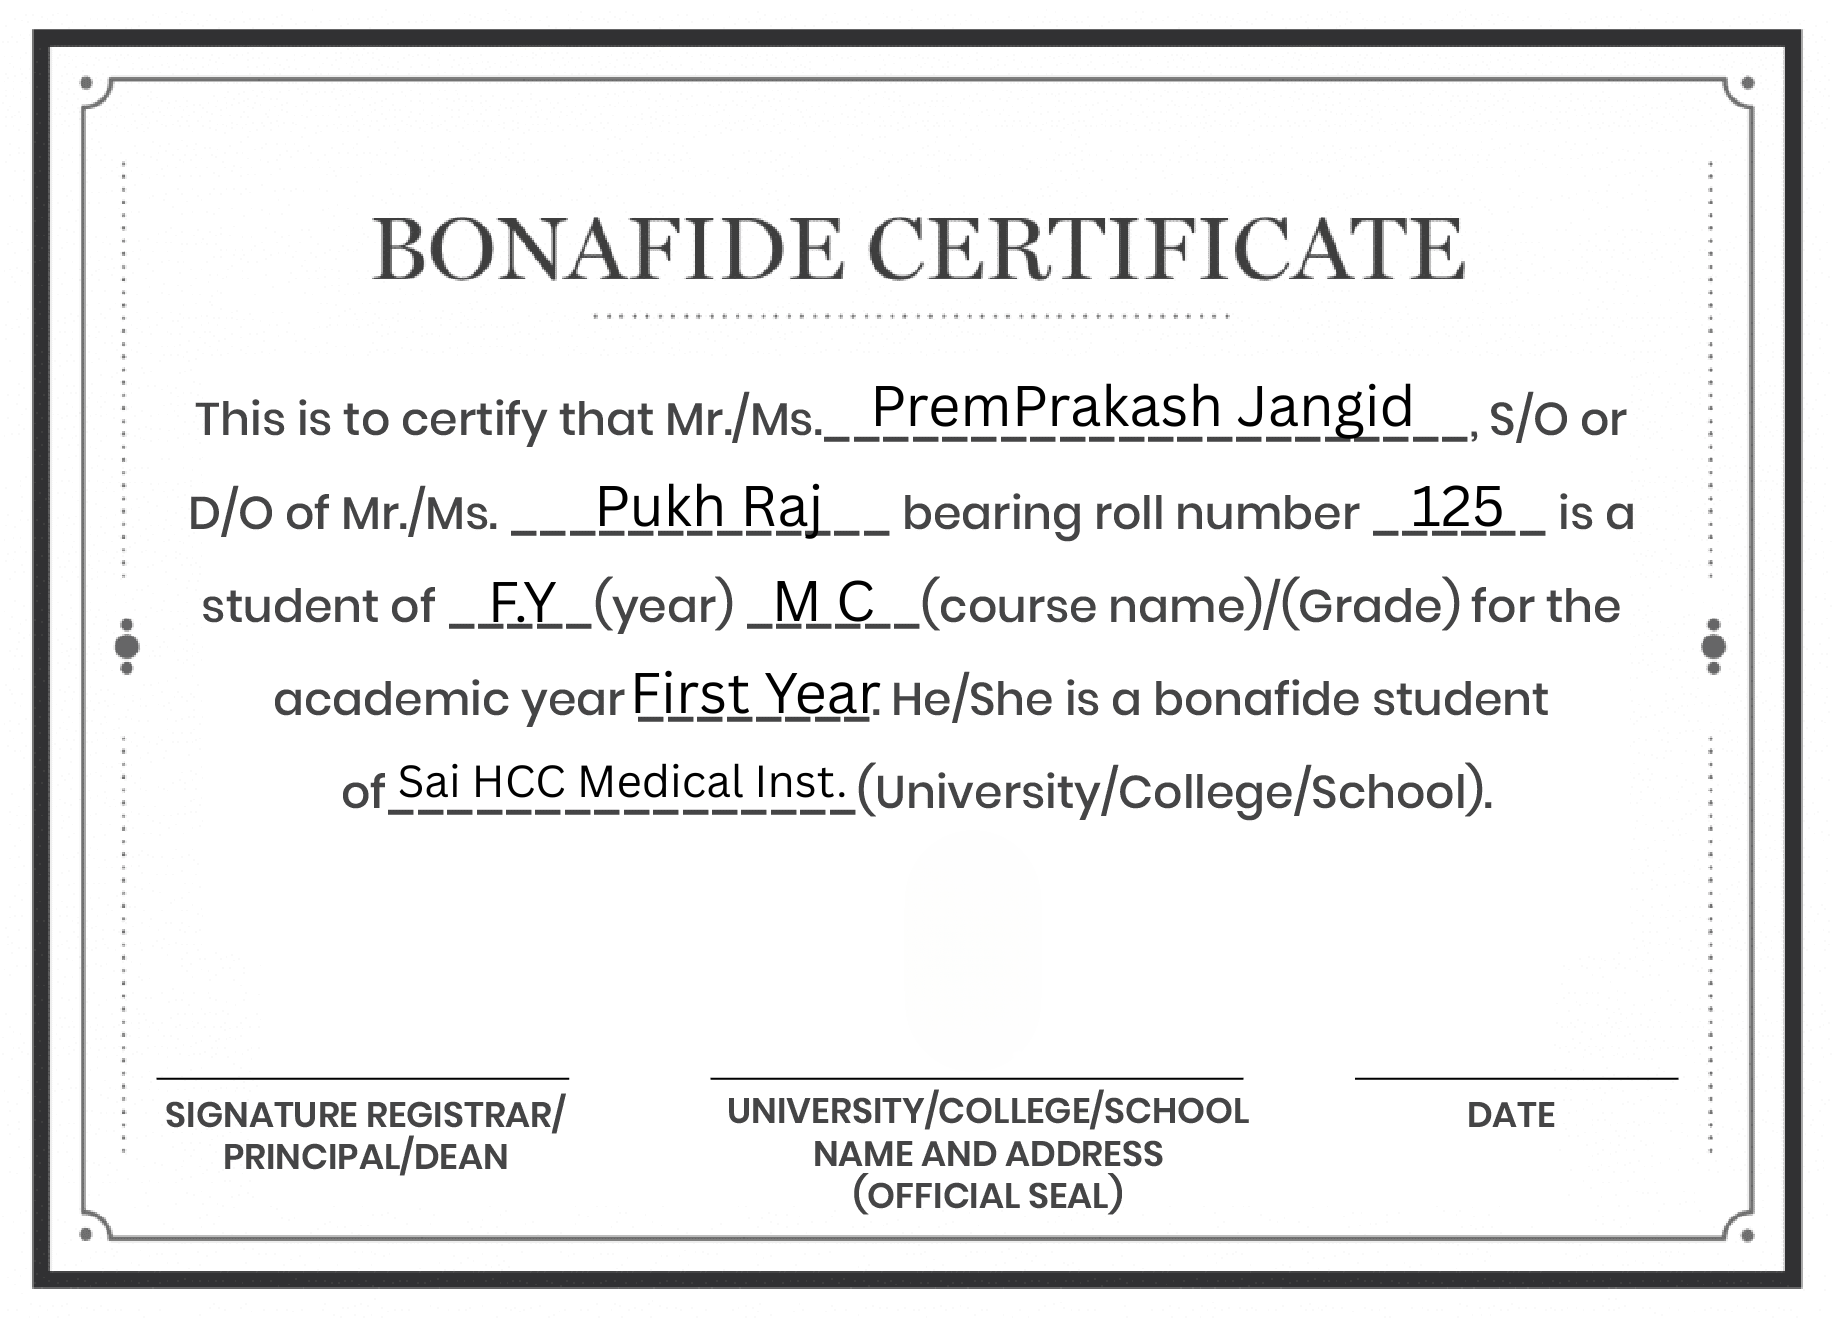 BONAFIDE CERTIFICATE
This is to certify that Mr./Ms. PremPrakash Jangid, S/O or
D/O of Mr./Ms. Pukh Raj bearing roll number 125 is a
student of F.Y (year) M C (course name)/(Grade) for the
academic year First Year. He/She is a bonafide student
of Sai HCC Medical Inst. (University/College/School).
SIGNATURE REGISTRAR/
PRINCIPAL/DEAN
UNIVERSITY/COLLEGE/SCHOOL
NAME AND ADDRESS
(OFFICIAL SEAL)
DATE